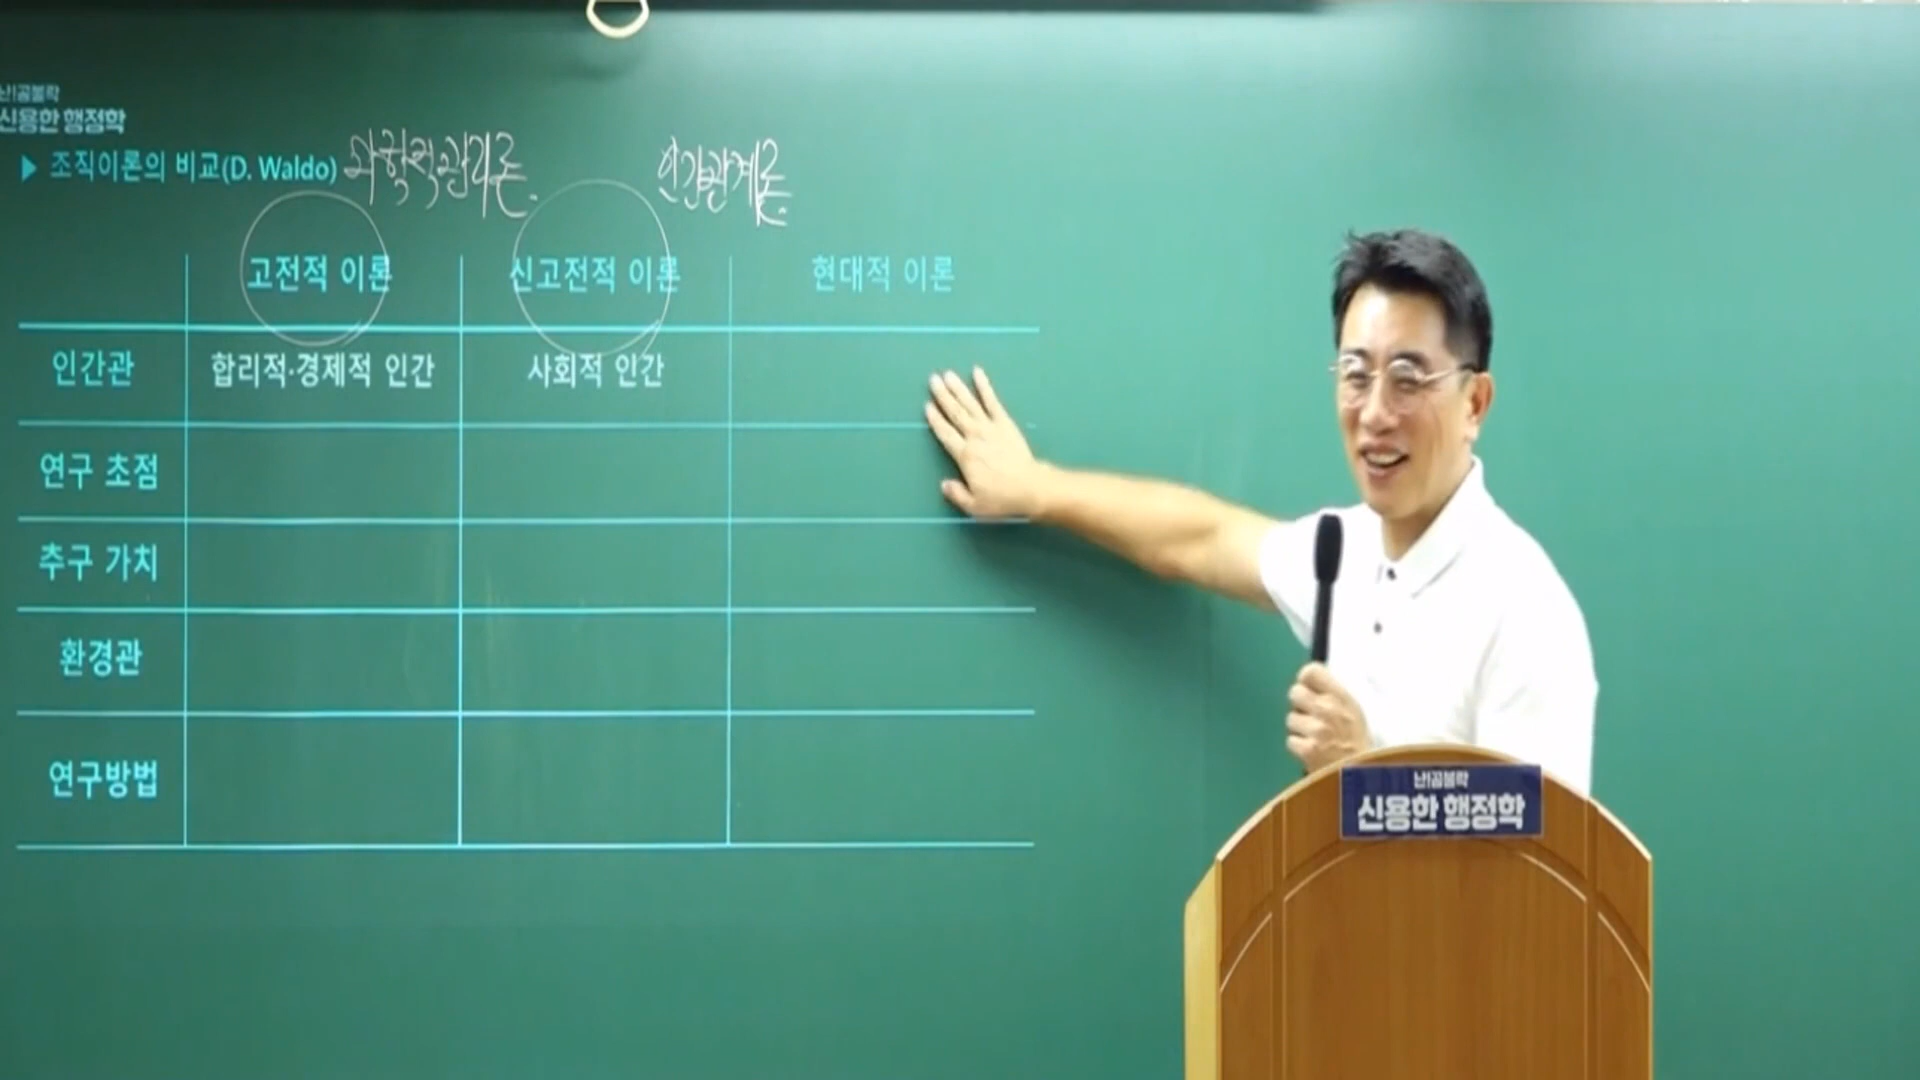 난!공불락
신용한 행정학
▶ 조직이론의 비교(D. Waldo) 과학적관리론. 인간관계론.
고전적 이론 신고전적 이론 현대적 이론
인간관 합리적·경제적 인간 사회적 인간
연구 초점
추구 가치
환경관
연구방법
난!공불락
신용한 행정학